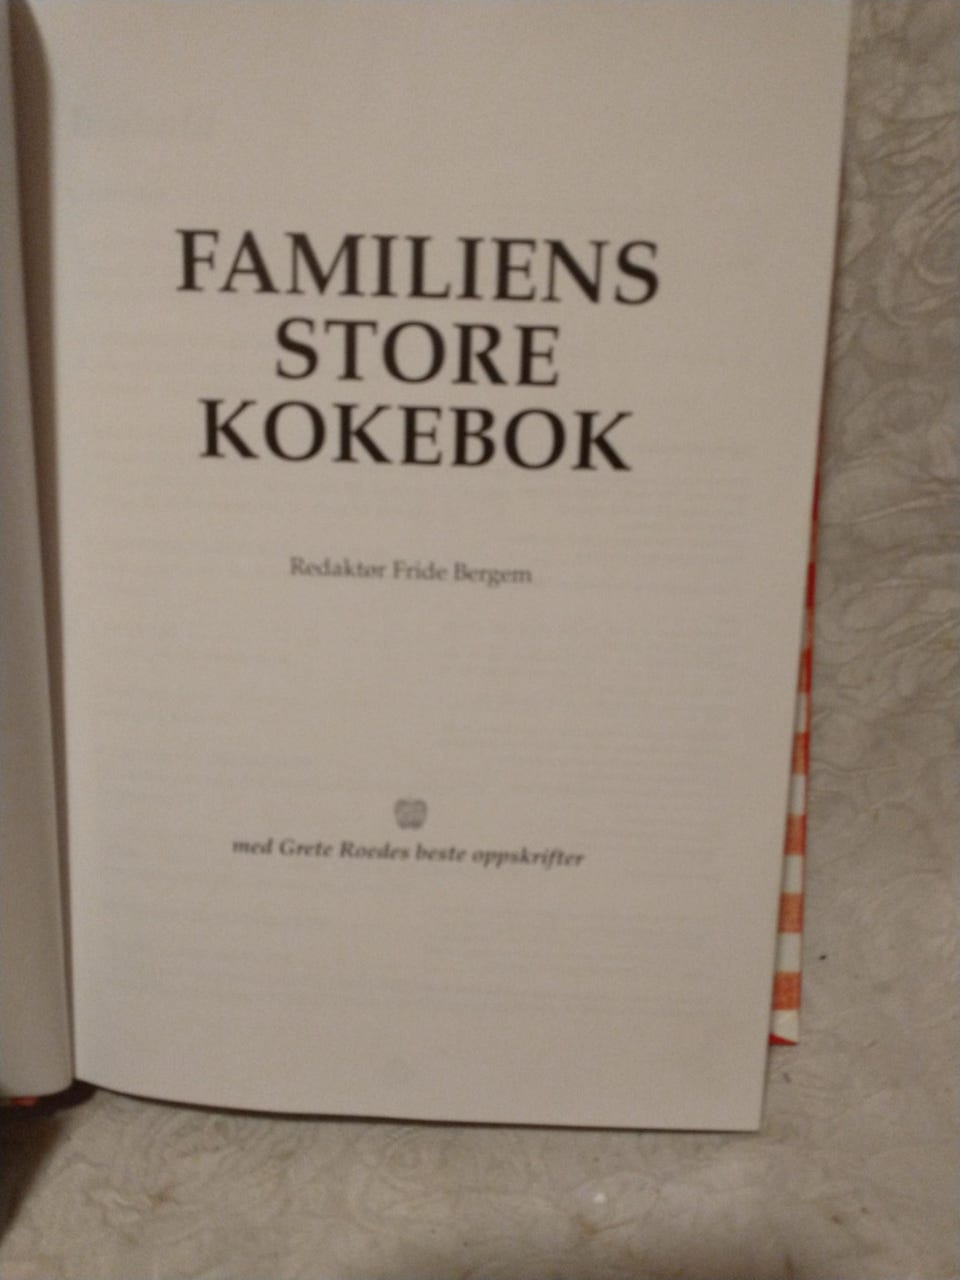 FAMILIENS
STORE
KOKEBOK
Redaktør Fride Bergem
med Grete Roedes beste oppskrifter